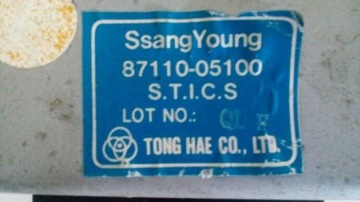 SsangYoung
87110-05100
S.T.I.C.S
LOT NO.:
TONG HAE CO., LTD.